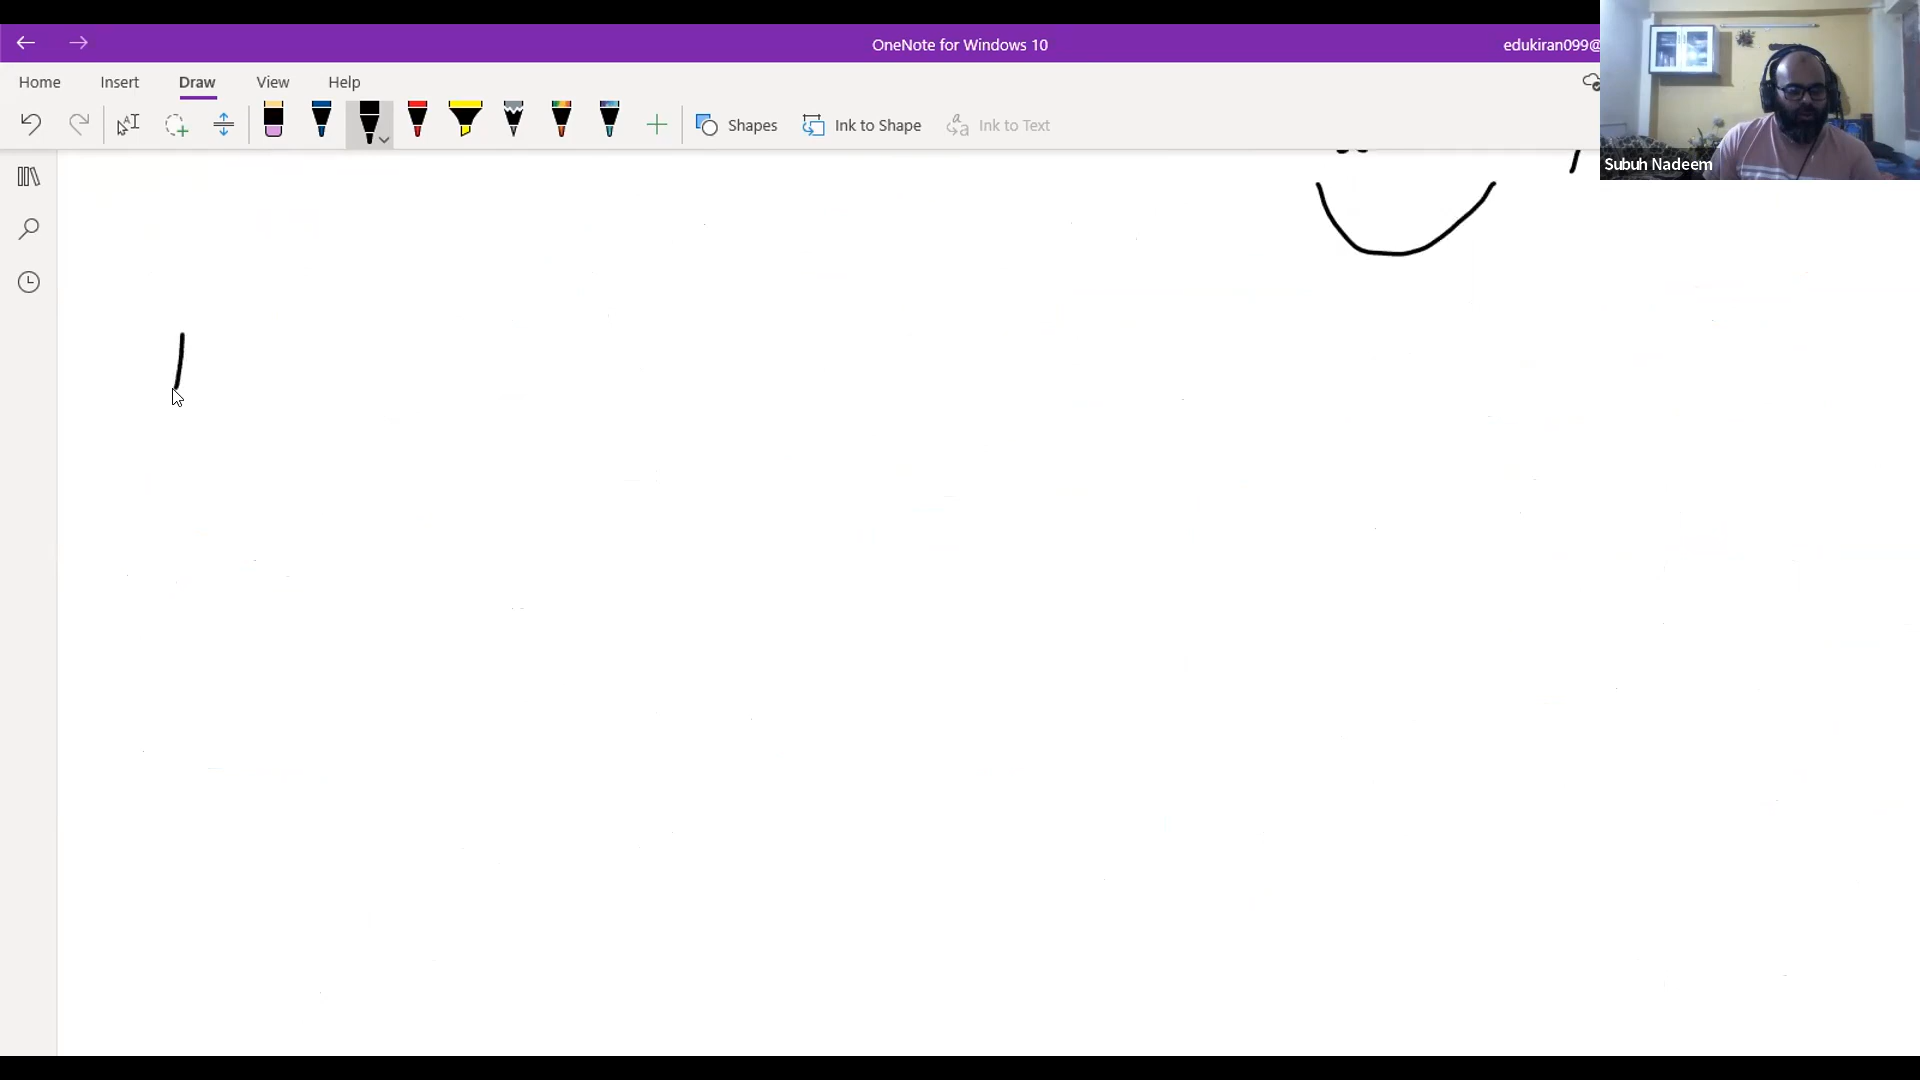 OneNote for Windows 10
edukiran099@
Home Insert Draw View Help
Shapes Ink to Shape Ink to Text
Subuh Nadeem